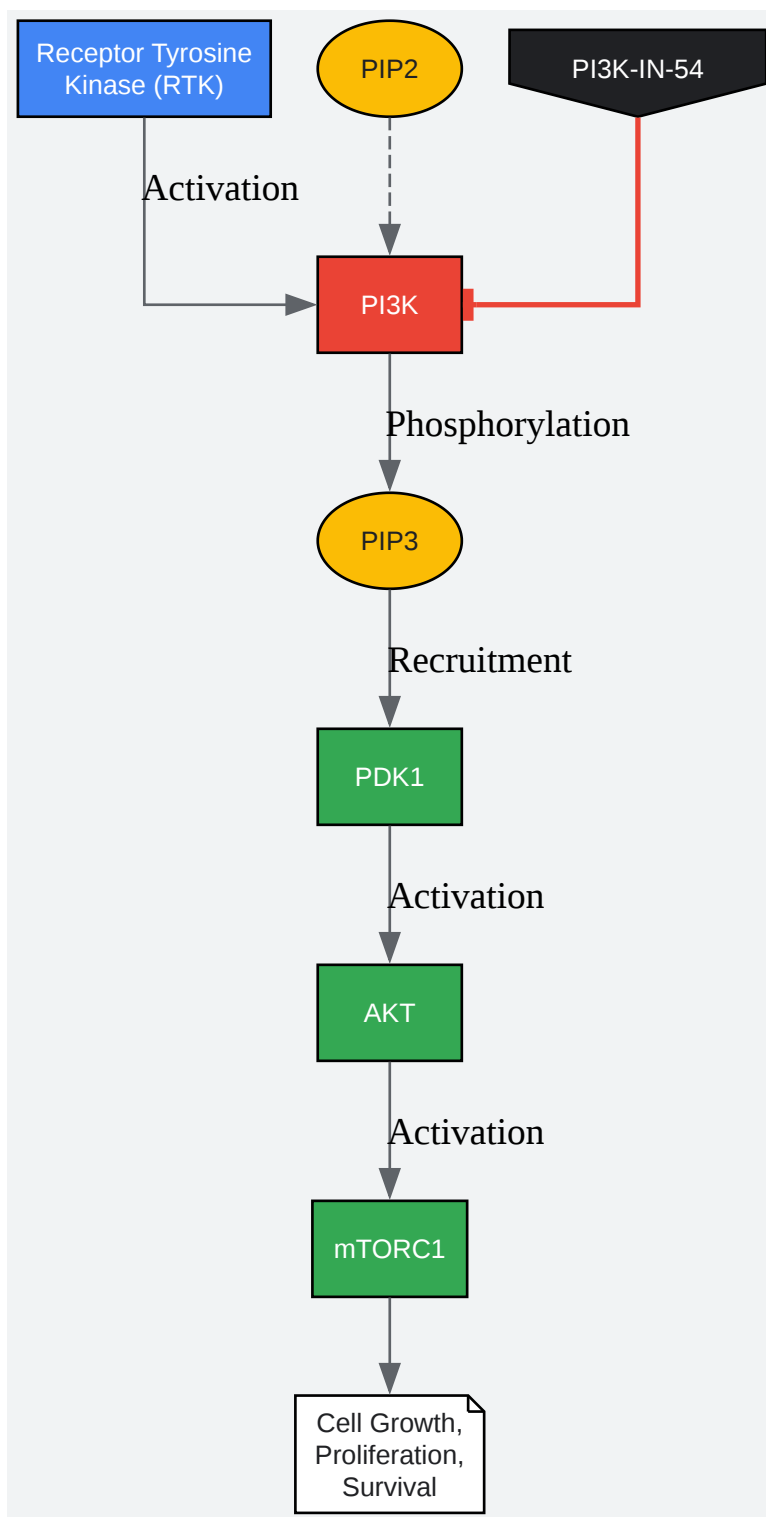 Receptor Tyrosine
Kinase (RTK)
PIP2
PI3K-IN-54
Activation
PI3K
Phosphorylation
PIP3
Recruitment
PDK1
Activation
AKT
Activation
mTORC1
Cell Growth,
Proliferation,
Survival